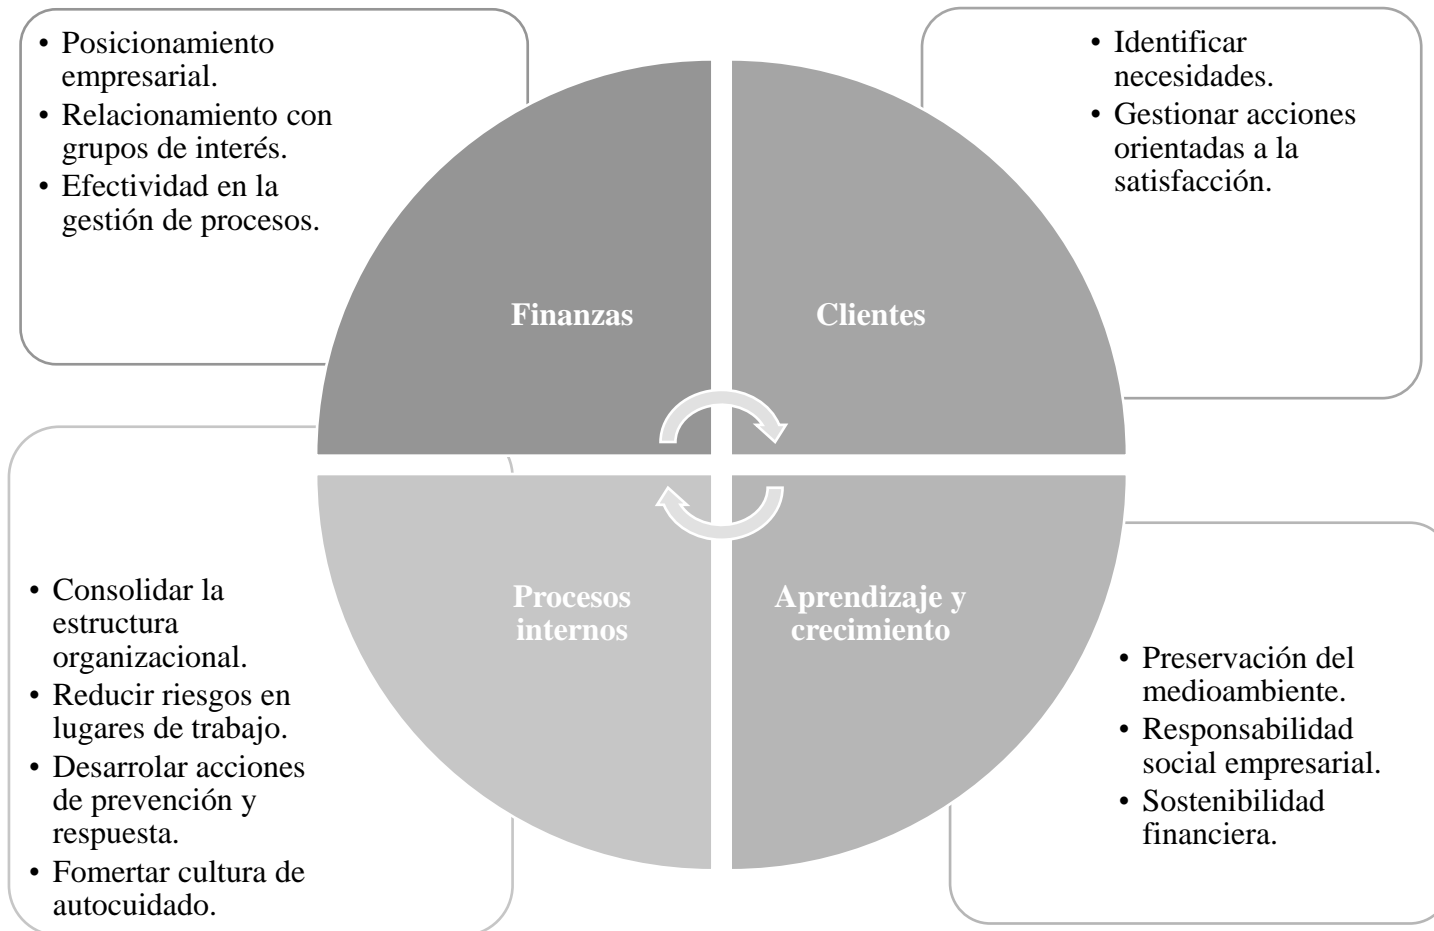 • Posicionamiento
empresarial.
• Relacionamiento con
grupos de interés.
• Efectividad en la
gestión de procesos.
• Identificar
necesidades.
• Gestionar acciones
orientadas a la
satisfacción.
Finanzas
Clientes
Procesos
internos
Aprendizaje y
crecimiento
• Consolidar la
estructura
organizacional.
• Reducir riesgos en
lugares de trabajo.
• Desarrolar acciones
de prevención y
respuesta.
• Fomertar cultura de
autocuidado.
• Preservación del
medioambiente.
• Responsabilidad
social empresarial.
• Sostenibilidad
financiera.